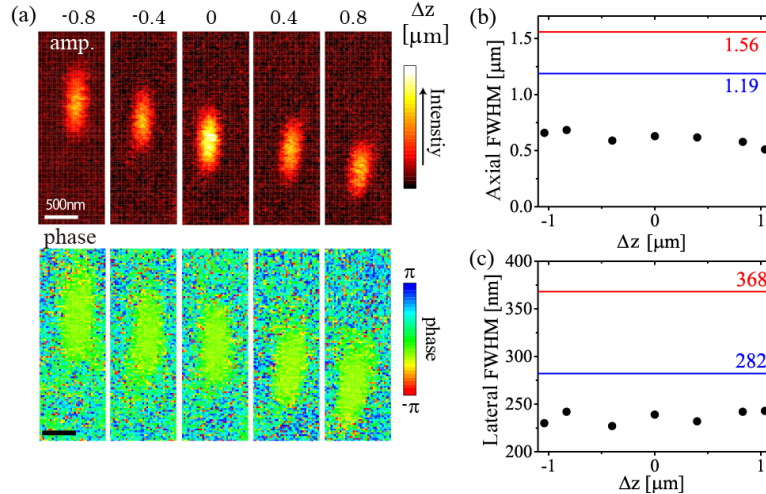 (a)
-0.8 -0.4 0 0.4 0.8 Δz [μm]
amp.
Intenstiy
500nm
phase
π
phase
-π
(b)
Axial FWHM [μm]
1.5
1.0
0.5
0.0
1.56
1.19
-1 0 1
Δz [μm]
(c)
Lateral FWHM [nm]
400
350
300
250
200
368
282
-1 0 1
Δz [μm]